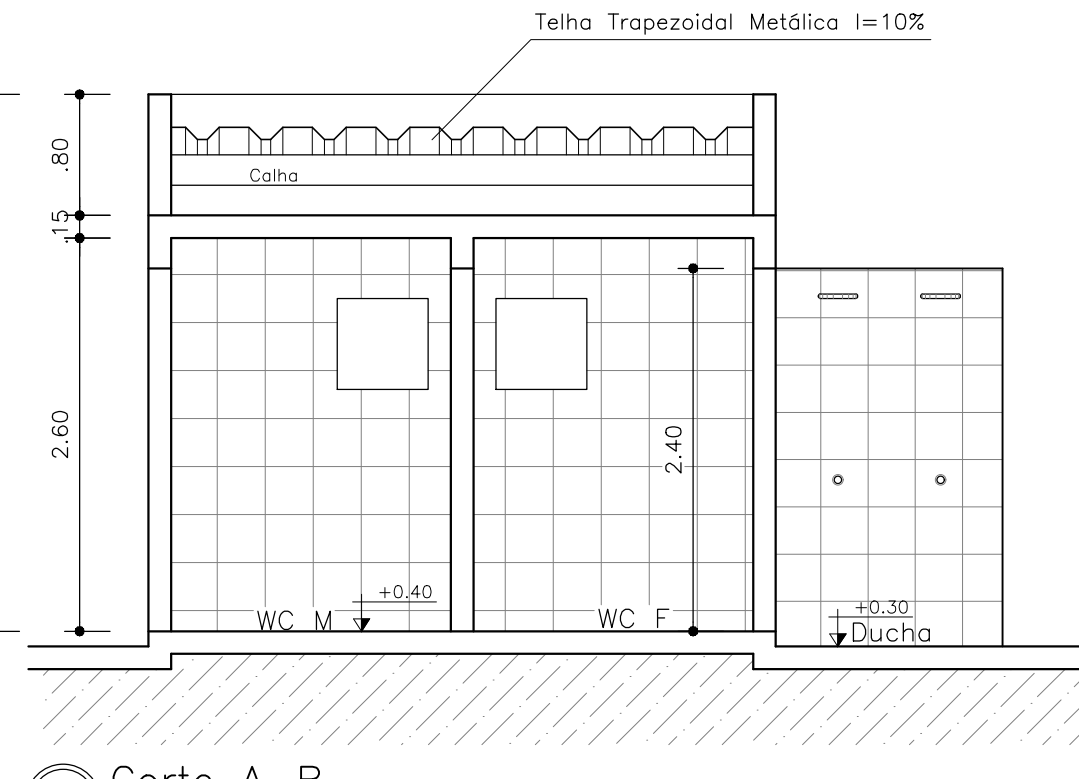 Telha Trapezoidal Metálica I=10%
.80
Calha
.15
2.60
2.40
+0.40
WC M
WC F
+0.30
Ducha
Corte A B